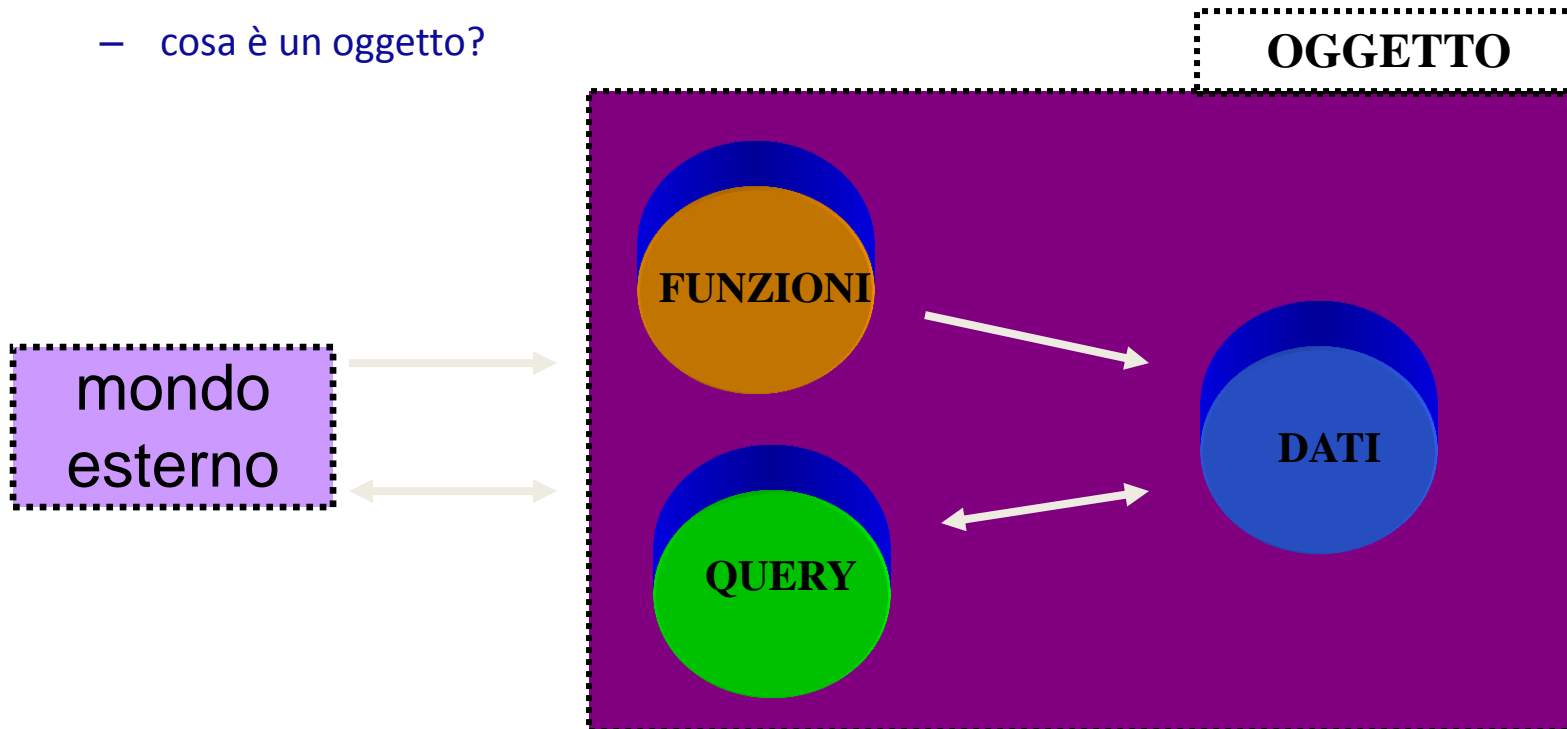 – cosa è un oggetto?
OGGETTO
FUNZIONI
mondo
esterno
DATI
QUERY